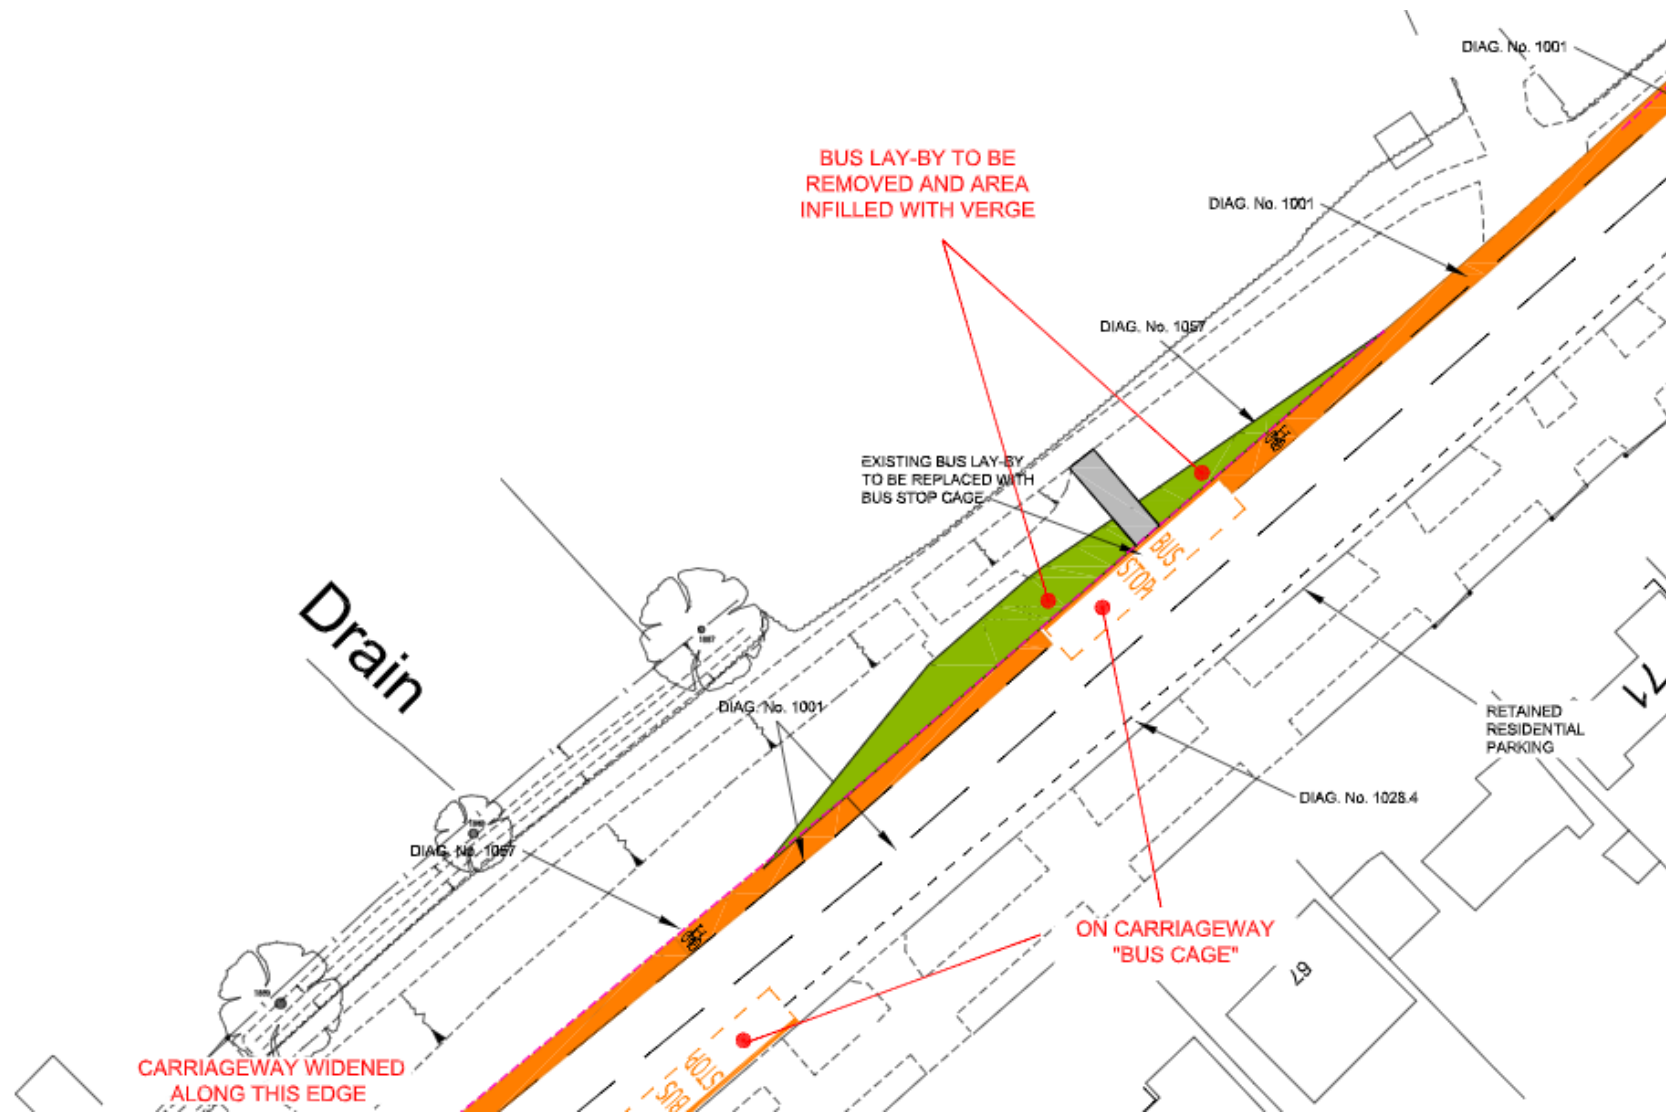 DIAG. No. 1001
BUS LAY-BY TO BE
REMOVED AND AREA
INFILLED WITH VERGE
DIAG. No. 1001
DIAG. No. 1057
EXISTING BUS LAY-BY
TO BE REPLACED WITH
BUS STOP CAGE
BUS
STOP
Drain
1887
DIAG. No. 1001
71
RETAINED
RESIDENTIAL
PARKING
DIAG. No. 1028.4
DIAG. No. 1057
ON CARRIAGEWAY
"BUS CAGE"
67
CARRIAGEWAY WIDENED
ALONG THIS EDGE
BUS
STOP